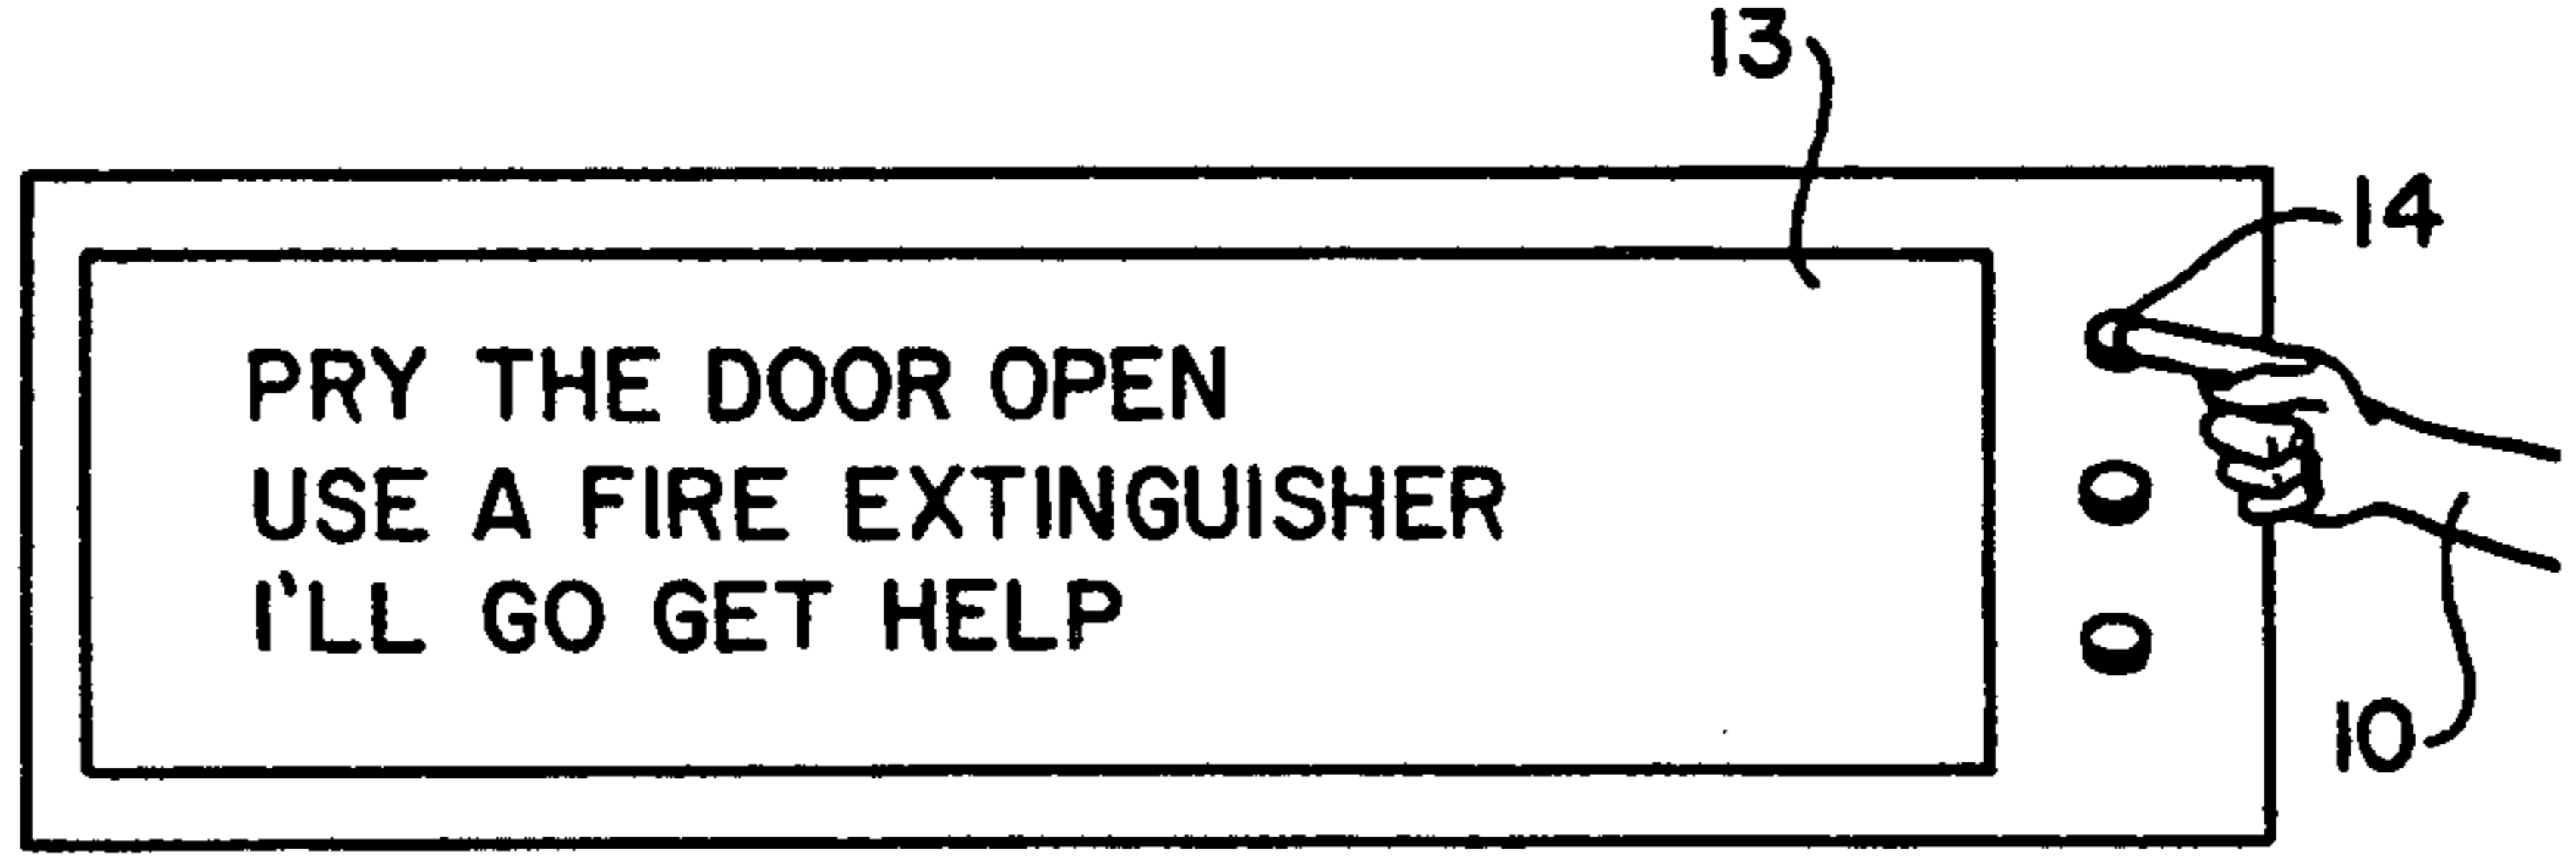 13
14
PRY THE DOOR OPEN
USE A FIRE EXTINGUISHER
I'LL GO GET HELP
10